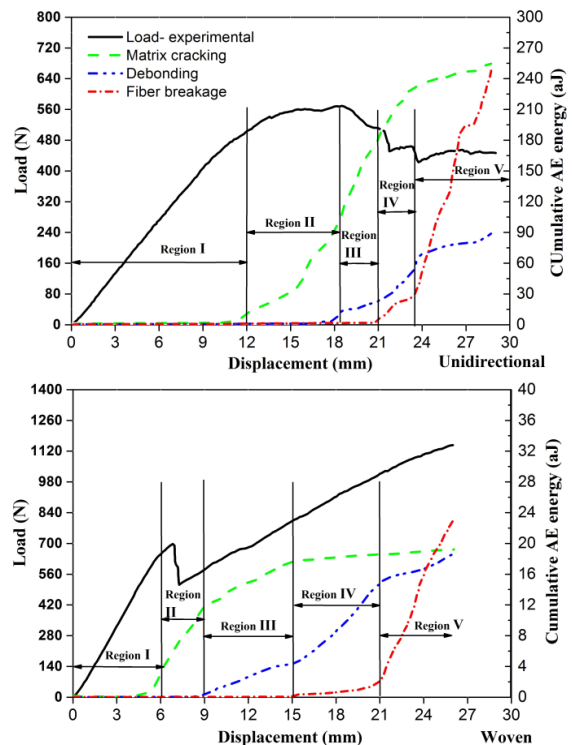 800
720
640
560
480
400
320
240
160
80
0
Load (N)
Load- experimental
Matrix cracking
Debonding
Fiber breakage
Region I
Region II
Region
III
Region
IV
Region V
300
270
240
210
180
150
120
90
60
30
0
CUmulative AE energy (aJ)
0 3 6 9 12 15 18 21 24 27 30
Displacement (mm)
Unidirectional
1400
1260
1120
980
840
700
560
420
280
140
0
Load (N)
Region I
Region
II
Region III
Region IV
Region V
40
36
32
28
24
20
16
12
8
4
0
Cumulative AE energy (aJ)
0 3 6 9 12 15 18 21 24 27 30
Displacement (mm)
Woven